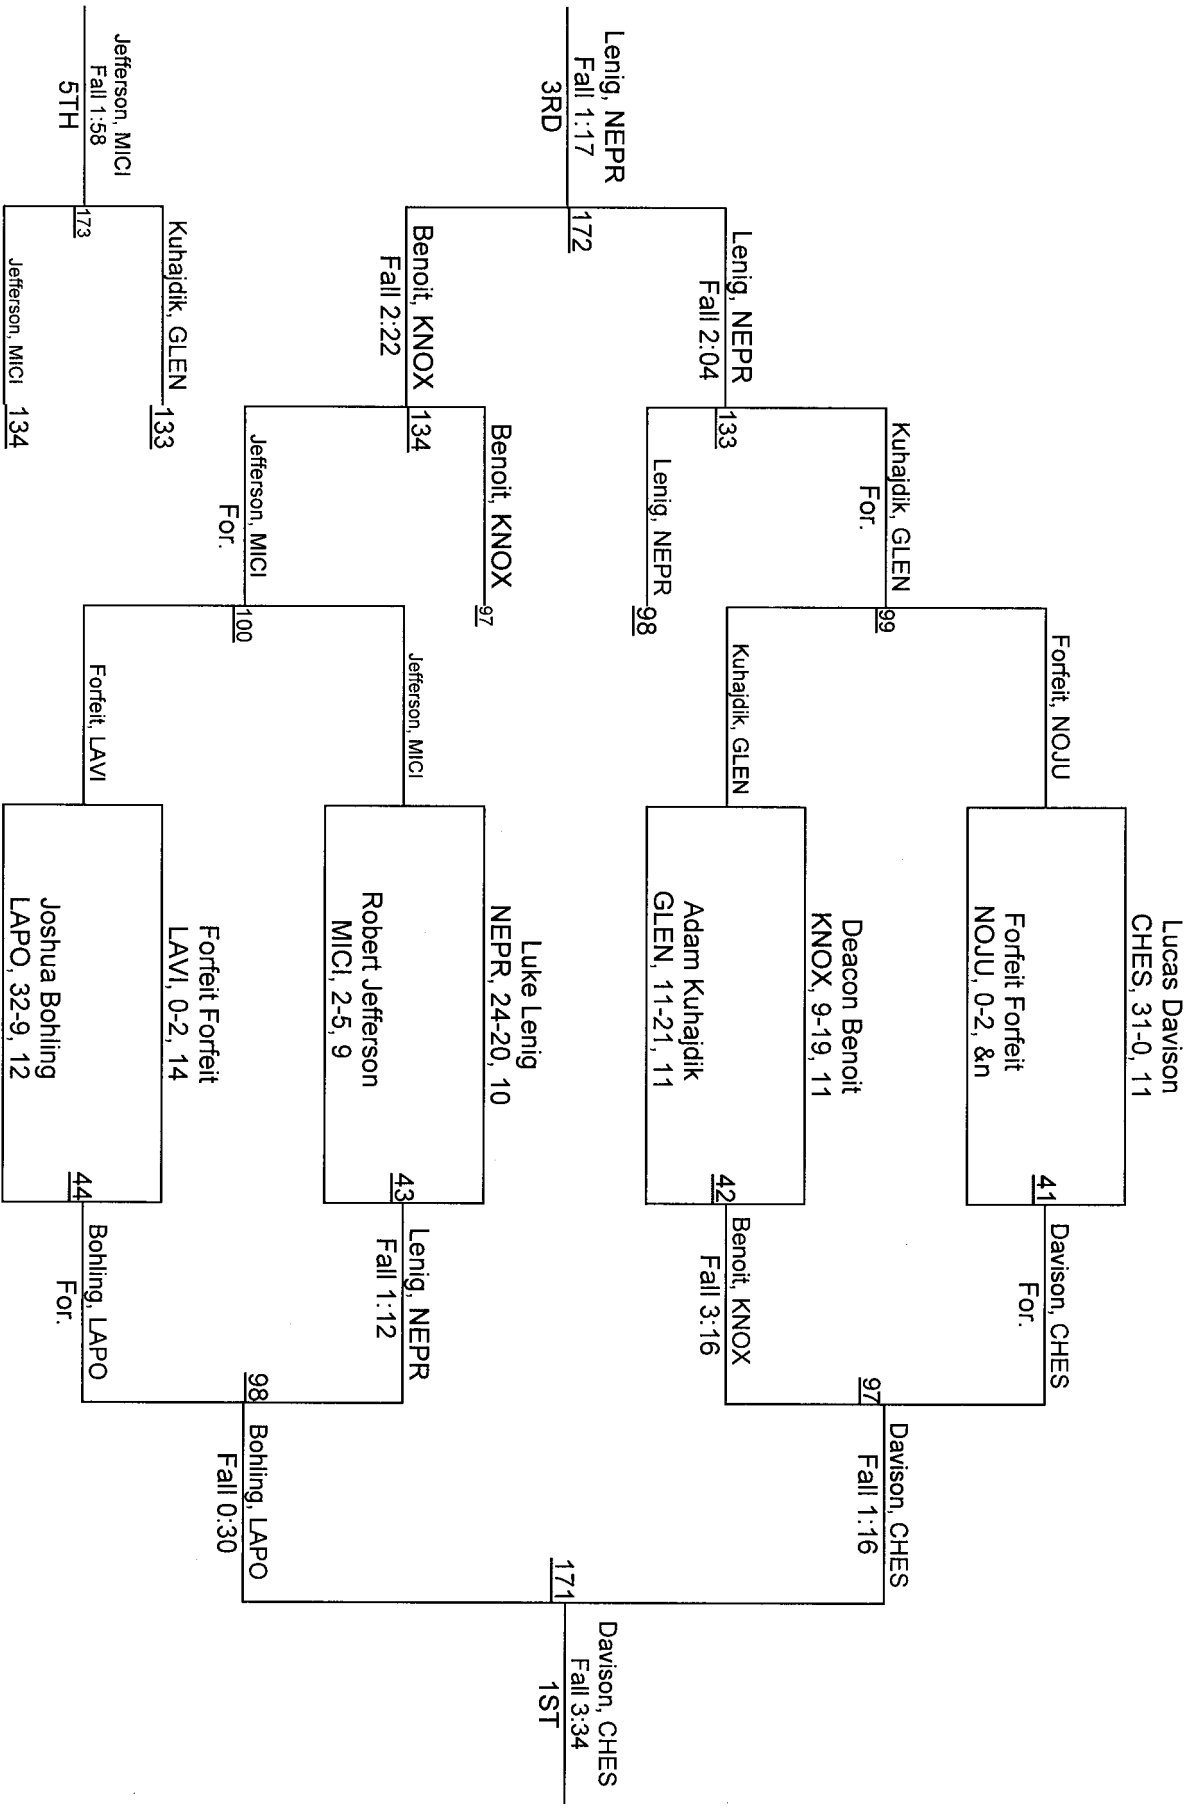 Lucas Davison
CHES, 31-0, 11
Forfeit Forfeit
NOJU, 0-2, &n
41
Davison, CHES
For.
Deacon Benoit
KNOX, 9-19, 11
Adam Kuhajdik
GLEN, 11-21, 11
42
Benoit, KNOX
Fall 3:16
97
Davison, CHES
Fall 1:16
Luke Lenig
NEPR, 24-20, 10
Robert Jefferson
MICI, 2-5, 9
43
Lenig, NEPR
Fall 1:12
Forfeit Forfeit
LAVI, 0-2, 14
Joshua Bohling
LAPO, 32-9, 12
44
Bohling, LAPO
For.
98
Bohling, LAPO
Fall 0:30
171
Davison, CHES
Fall 3:34
1ST
Forfeit, NOJU
99
Kuhajdik, GLEN
Kuhajdik, GLEN
For.
133
Lenig, NEPR
98
Lenig, NEPR
Fall 2:04
Jefferson, MICI
100
Forfeit, LAVI
Jefferson, MICI
For.
Benoit, KNOX
97
134
Benoit, KNOX
Fall 2:22
172
Lenig, NEPR
Fall 1:17
3RD
Kuhajdik, GLEN
133
173
Jefferson, MICI
134
Jefferson, MICI
Fall 1:58
5TH